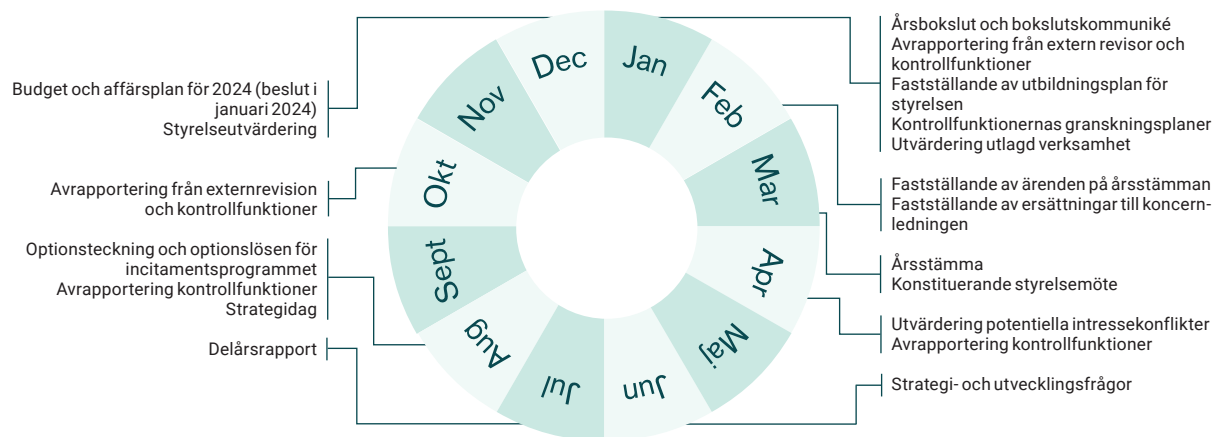 Dec
Jan
Feb
Mar
Apr
Maj
Jun
Jul
Aug
Sept
Okt
Nov
Årsbokslut och bokslutskommuniké
Avrapportering från extern revisor och
kontrollfunktioner
Fastställande av utbildningsplan för
styrelsen
Kontrollfunktionernas granskningsplaner
Utvärdering utlagd verksamhet
Fastställande av ärenden på årsstämman
Fastställande av ersättningar till koncern-
ledningen
Årsstämma
Konstituerande styrelsemöte
Utvärdering potentiella intressekonflikter
Avrapportering kontrollfunktioner
Strategi- och utvecklingsfrågor
Budget och affärsplan för 2024 (beslut i
januari 2024)
Styrelseutvärdering
Avrapportering från externrevision
och kontrollfunktioner
Optionsteckning och optionslösen för
incitamentsprogrammet
Avrapportering kontrollfunktioner
Strategidag
Delårsrapport